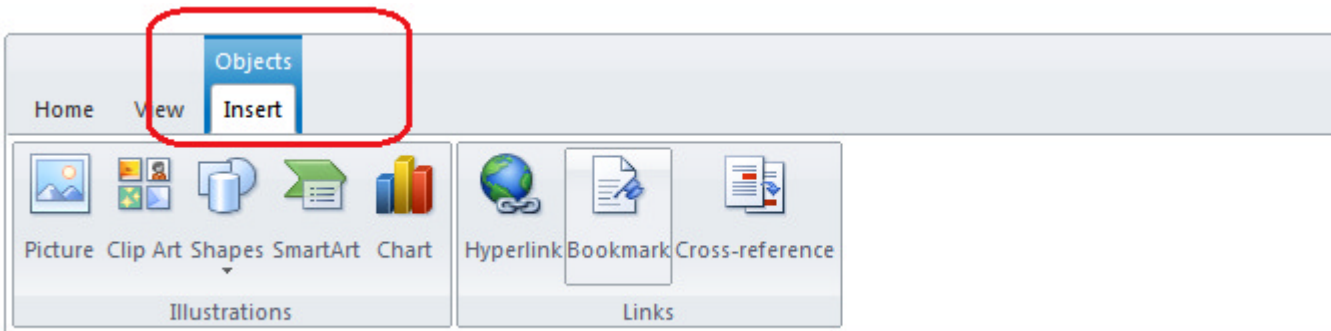 Objects
Home View Insert
Picture Clip Art Shapes SmartArt Chart Hyperlink Bookmark Cross-reference
Illustrations Links